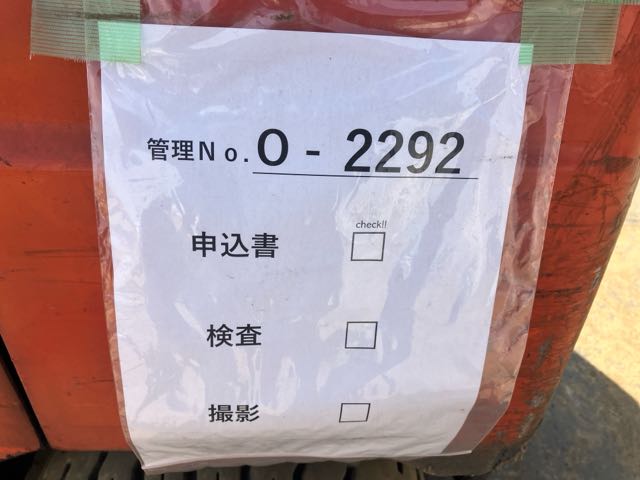 管理No. O - 2292
check!!
申込書 □
検査 □
撮影 □